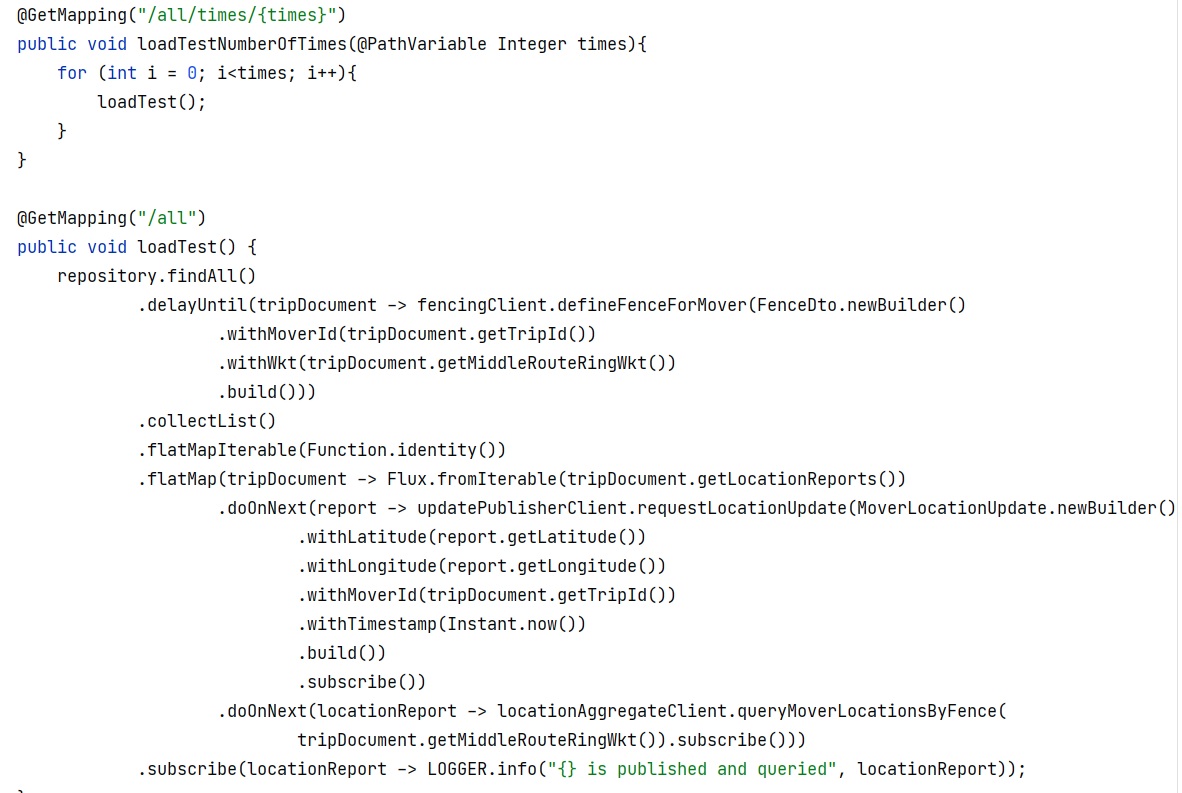 @GetMapping("/all/times/{times}")
public void loadTestNumberOfTimes(@PathVariable Integer times){
    for (int i = 0; i<times; i++){
        loadTest();
    }
}

@GetMapping("/all")
public void loadTest() {
    repository.findAll()
            .delayUntil(tripDocument -> fencingClient.defineFenceForMover(FenceDto.newBuilder()
                    .withMoverId(tripDocument.getTripId())
                    .withWkt(tripDocument.getMiddleRouteRingWkt())
                    .build()))
            .collectList()
            .flatMapIterable(Function.identity())
            .flatMap(tripDocument -> Flux.fromIterable(tripDocument.getLocationReports())
                    .doOnNext(report -> updatePublisherClient.requestLocationUpdate(MoverLocationUpdate.newBuilder()
                            .withLatitude(report.getLatitude())
                            .withLongitude(report.getLongitude())
                            .withMoverId(tripDocument.getTripId())
                            .withTimestamp(Instant.now())
                            .build())
                            .subscribe())
                    .doOnNext(locationReport -> locationAggregateClient.queryMoverLocationsByFence(
                            tripDocument.getMiddleRouteRingWkt()).subscribe()))
            .subscribe(locationReport -> LOGGER.info("{} is published and queried", locationReport));
}